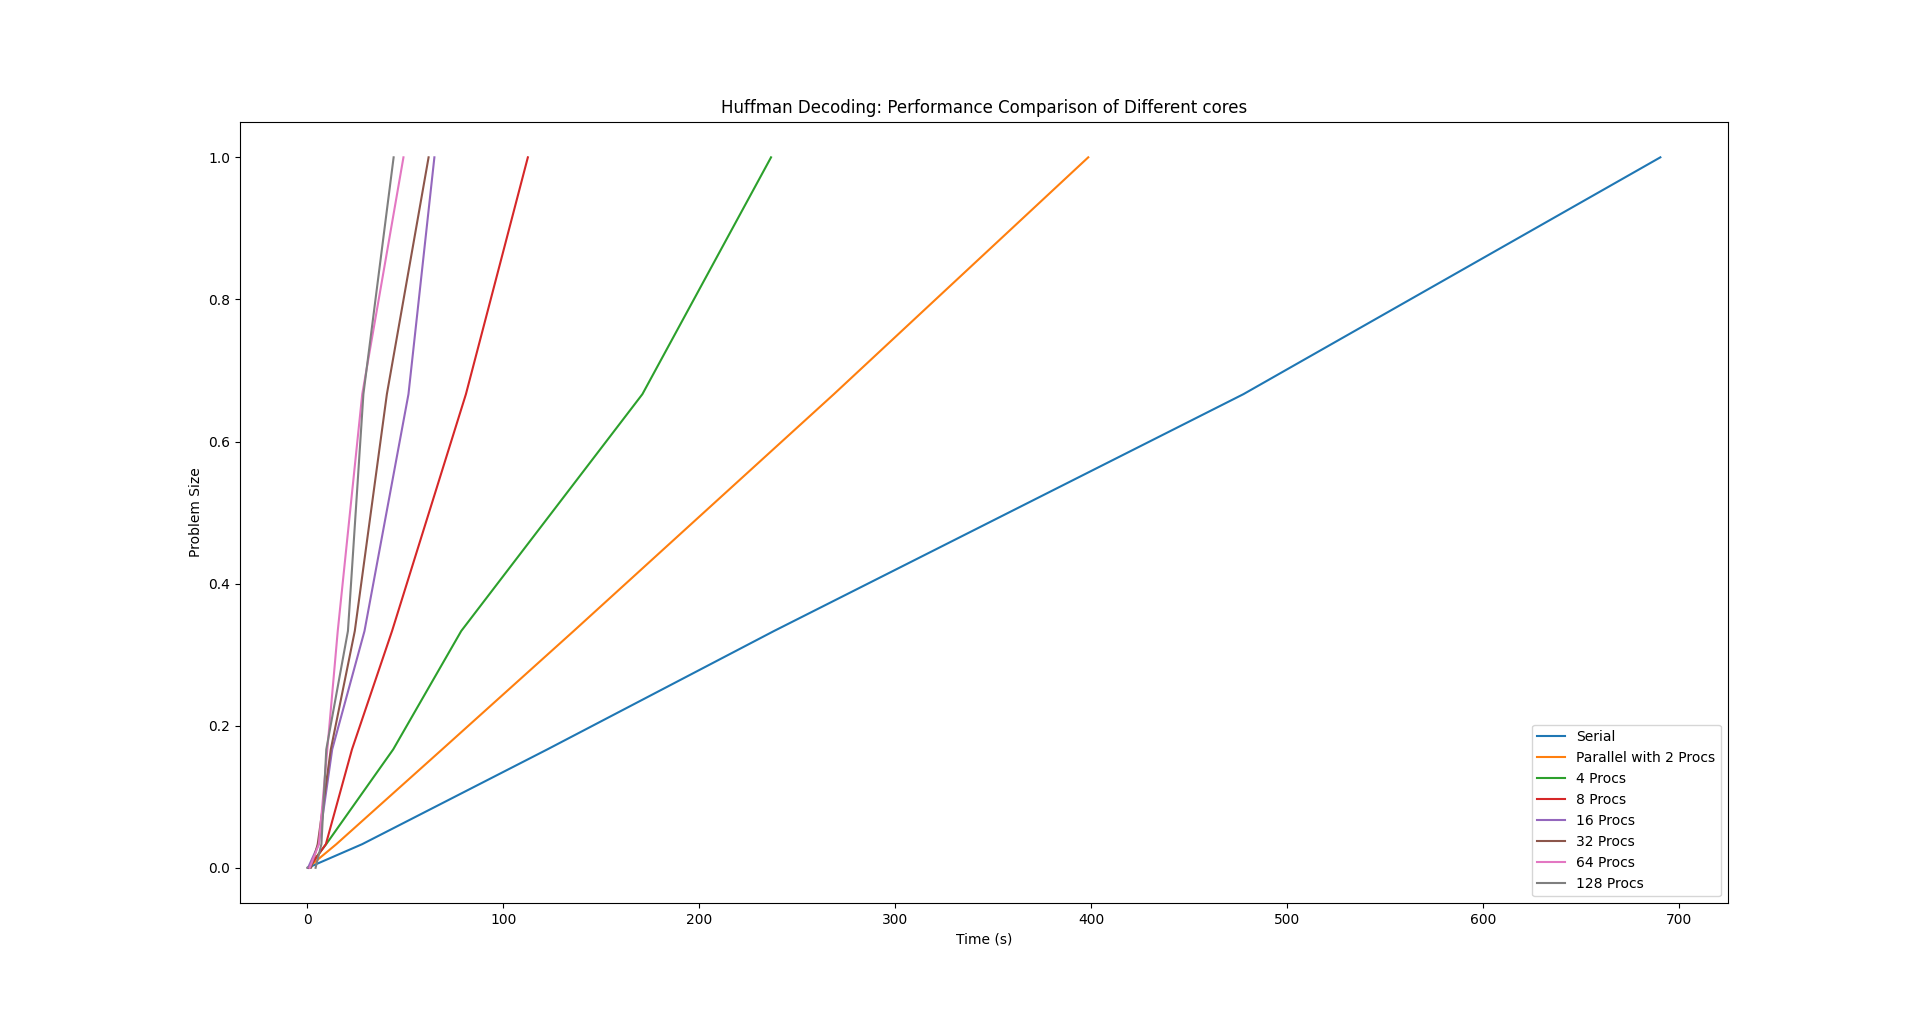 Huffman Decoding: Performance Comparison of Different cores
Problem Size
1.0
0.8
0.6
0.4
0.2
0.0
0 100 200 300 400 500 600 700
Time (s)
Serial
Parallel with 2 Procs
4 Procs
8 Procs
16 Procs
32 Procs
64 Procs
128 Procs